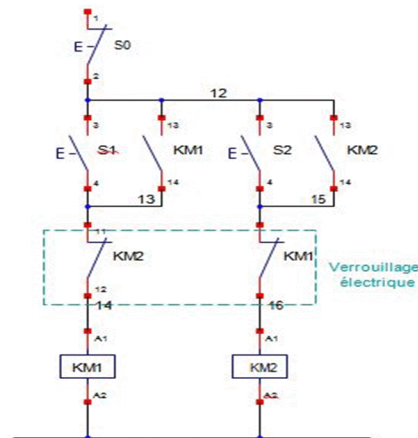 1
E S0
2
12
3 13 3 13
E S1 KM1 E S2 KM2
4 14 4 14
13 15
11
KM2 KM1
Verrouillage
électrique
12
14 16
A1 A1
KM1 KM2
A2 A2